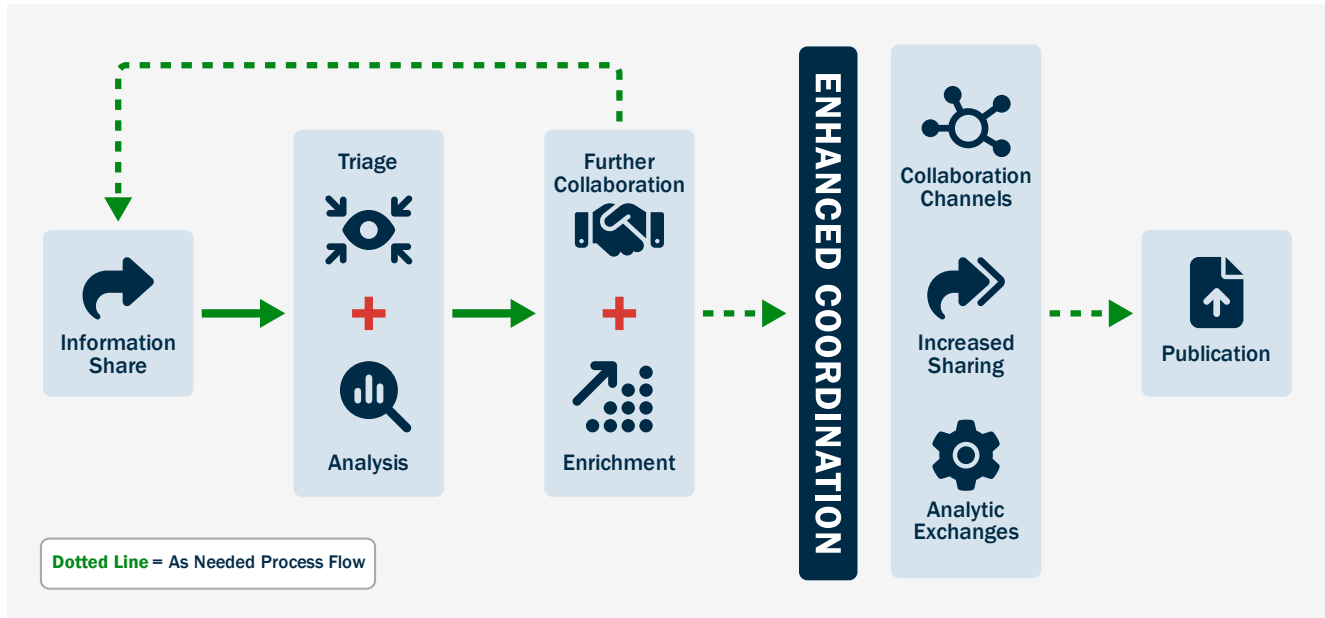 Information
Share
Triage
Analysis
Further
Collaboration
Enrichment
ENHANCED COORDINATION
Collaboration
Channels
Increased
Sharing
Analytic
Exchanges
Publication
Dotted Line = As Needed Process Flow